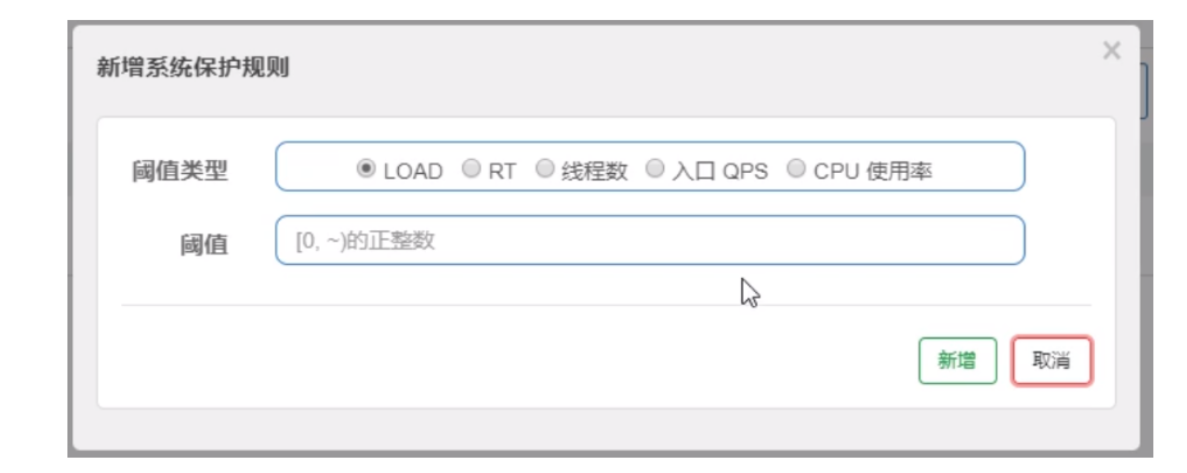 新增系统保护规则
×
阈值类型 LOAD RT 线程数 入口 QPS CPU 使用率
阈值 [0, ~)的正整数
新增 取消